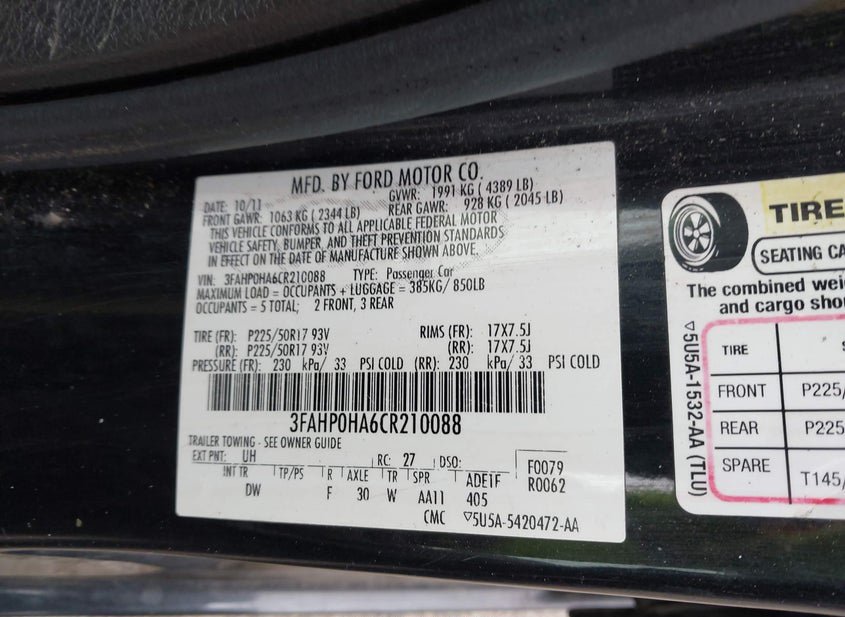 MFD. BY FORD MOTOR CO.
DATE: 10/11 GVWR: 1991 KG ( 4389 LB)
FRONT GAWR: 1063 KG ( 2344 LB) REAR GAWR: 928 KG ( 2045 LB)
THIS VEHICLE CONFORMS TO ALL APPLICABLE FEDERAL MOTOR
VEHICLE SAFETY, BUMPER, AND THEFT PREVENTION STANDARDS
IN EFFECT ON THE DATE OF MANUFACTURE SHOWN ABOVE.
VIN: 3FAHP0HA6CR210088 TYPE: Passenger Car
MAXIMUM LOAD = OCCUPANTS + LUGGAGE = 385KG/ 850LB
OCCUPANTS = 5 TOTAL; 2 FRONT, 3 REAR
TIRE (FR): P225/50R17 93V RIMS (FR): 17X7.5J
(RR): P225/50R17 93V (RR): 17X7.5J
PRESSURE (FR): 230 kPa/ 33 PSI COLD (RR): 230 kPa/ 33 PSI COLD
3FAHP0HA6CR210088
TRAILER TOWING - SEE OWNER GUIDE
EXT PNT: UH RC: 27 DSO: F0079
INT TR TP/PS R AXLE TR SPR ADE1F R0062
DW F 30 W AA11 405
CMC ▽5U5A-5420472-AA
TIRE
SEATING CA
The combined wei
and cargo shou
TIRE
FRONT P225/
REAR P225
SPARE T145/
▽5U5A-1532-AA (TLU)